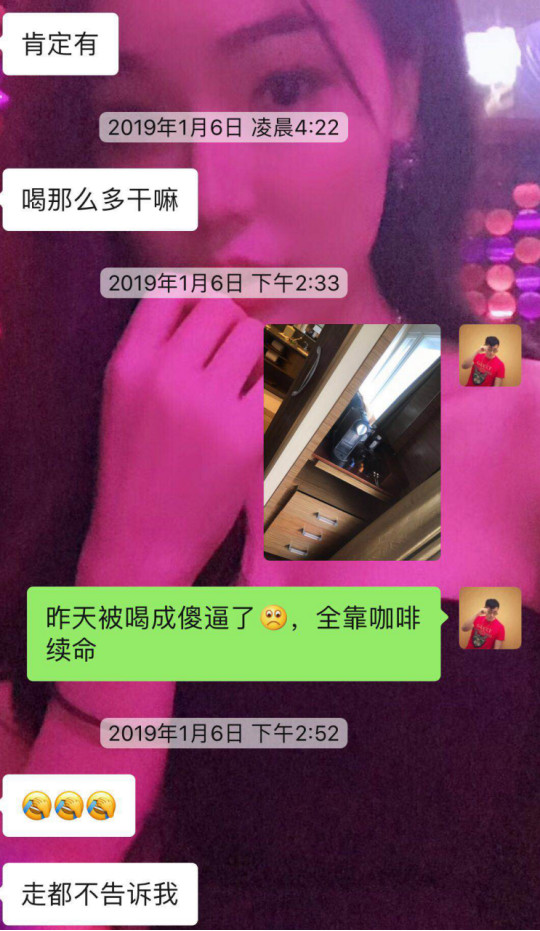 肯定有
2019年1月6日 凌晨4:22
喝那么多干嘛
2019年1月6日 下午2:33
昨天被喝成傻逼了☹️，全靠咖啡
续命
2019年1月6日 下午2:52
🤣🤣🤣
走都不告诉我